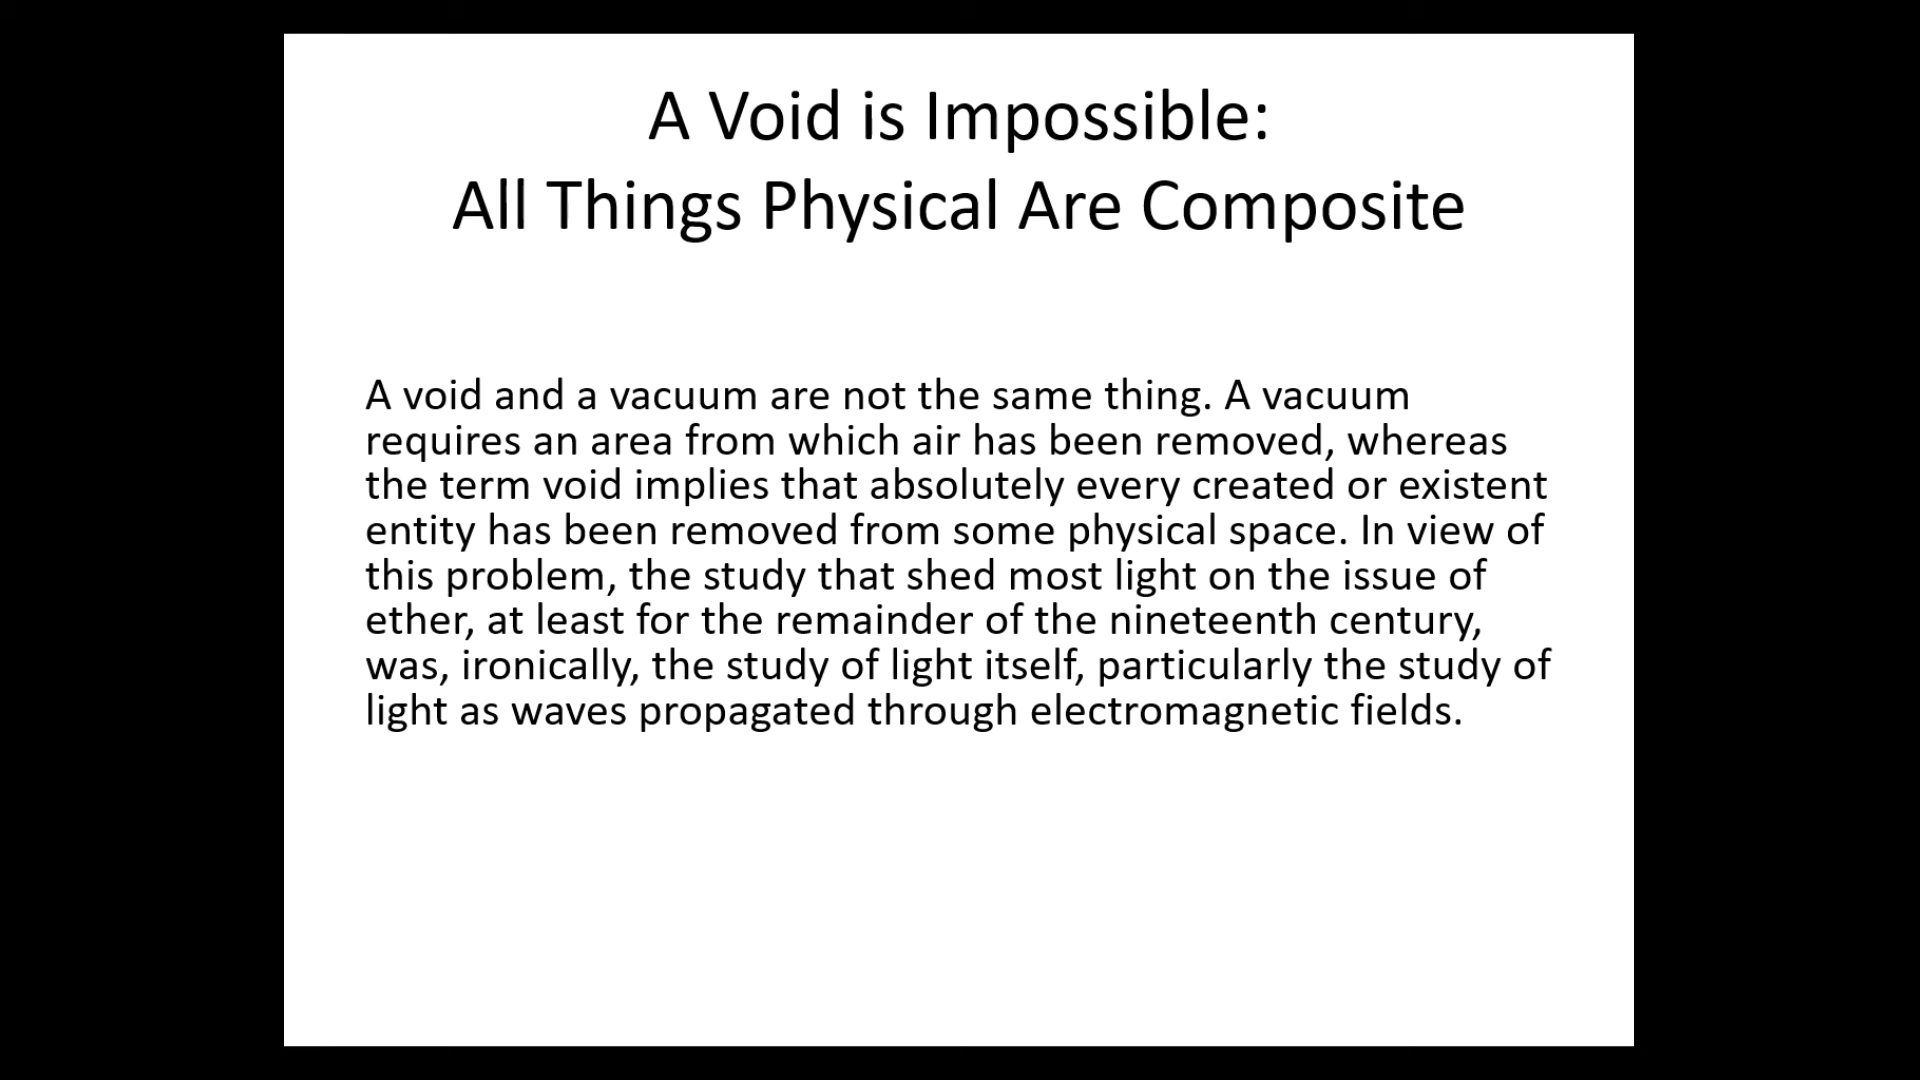 A Void is Impossible:
All Things Physical Are Composite
A void and a vacuum are not the same thing. A vacuum
requires an area from which air has been removed, whereas
the term void implies that absolutely every created or existent
entity has been removed from some physical space. In view of
this problem, the study that shed most light on the issue of
ether, at least for the remainder of the nineteenth century,
was, ironically, the study of light itself, particularly the study of
light as waves propagated through electromagnetic fields.